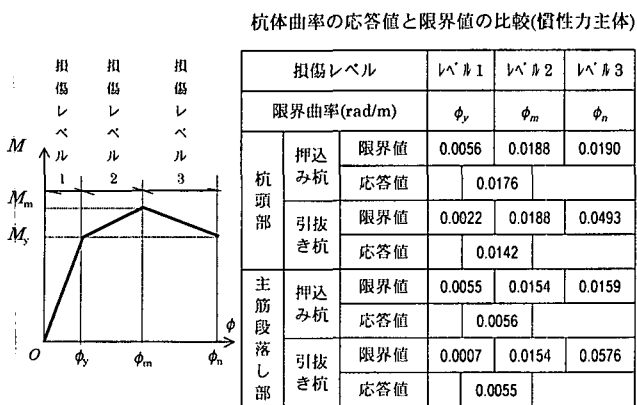 杭体曲率の応答値と限界値の比較(慣性力主体)
損傷レベル1
損傷レベル2
損傷レベル3
M
Mm
My
O
φy
φm
φn
φ
損傷レベル レベル1 レベル2 レベル3
限界曲率(rad/m) φy φm φn
杭頭部
押込み杭
限界値 0.0056 0.0188 0.0190
応答値 0.0176
引抜き杭
限界値 0.0022 0.0188 0.0493
応答値 0.0142
主筋段落し部
押込み杭
限界値 0.0055 0.0154 0.0159
応答値 0.0056
引抜き杭
限界値 0.0007 0.0154 0.0576
応答値 0.0055